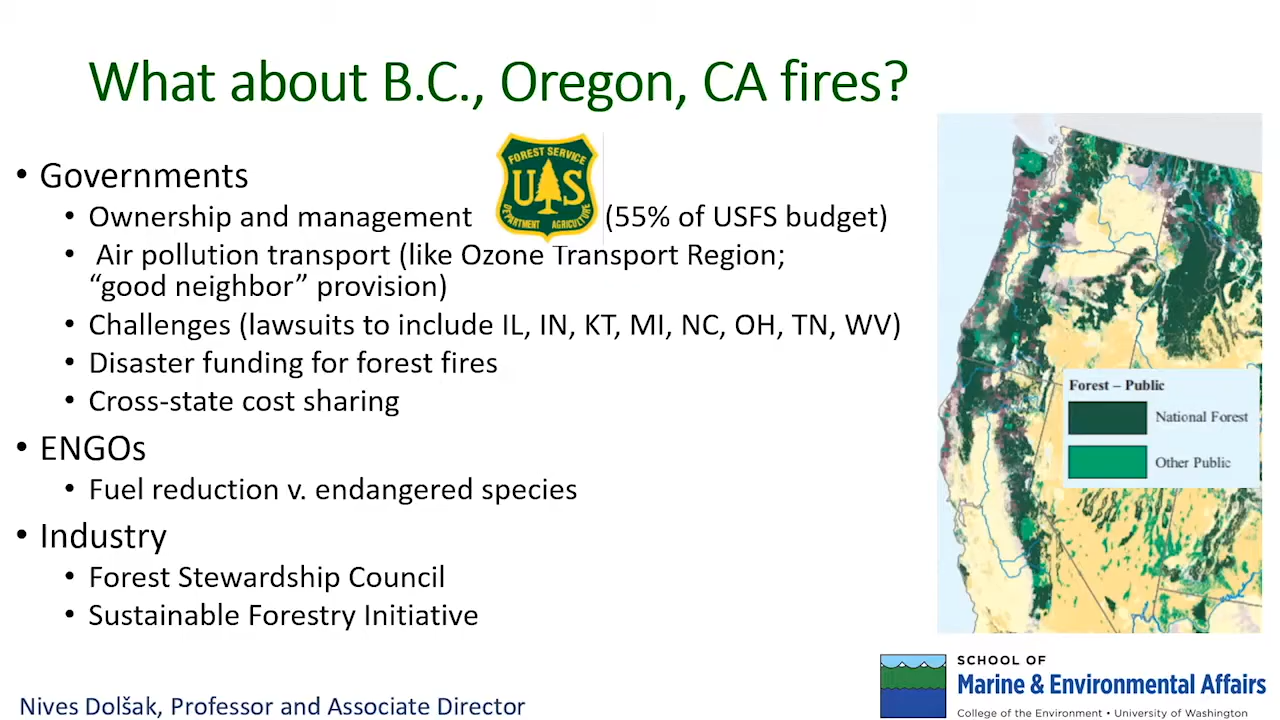 What about B.C., Oregon, CA fires?
• Governments
• Ownership and management
FOREST SERVICE
U S
DEPARTMENT AGRICULTURE
(55% of USFS budget)
• Air pollution transport (like Ozone Transport Region;
“good neighbor” provision)
• Challenges (lawsuits to include IL, IN, KT, MI, NC, OH, TN, WV)
• Disaster funding for forest fires
• Cross-state cost sharing
• ENGOs
• Fuel reduction v. endangered species
• Industry
• Forest Stewardship Council
• Sustainable Forestry Initiative
Forest – Public
National Forest
Other Public
Nives Dolšak, Professor and Associate Director
SCHOOL OF
Marine & Environmental Affairs
College of the Environment • University of Washington